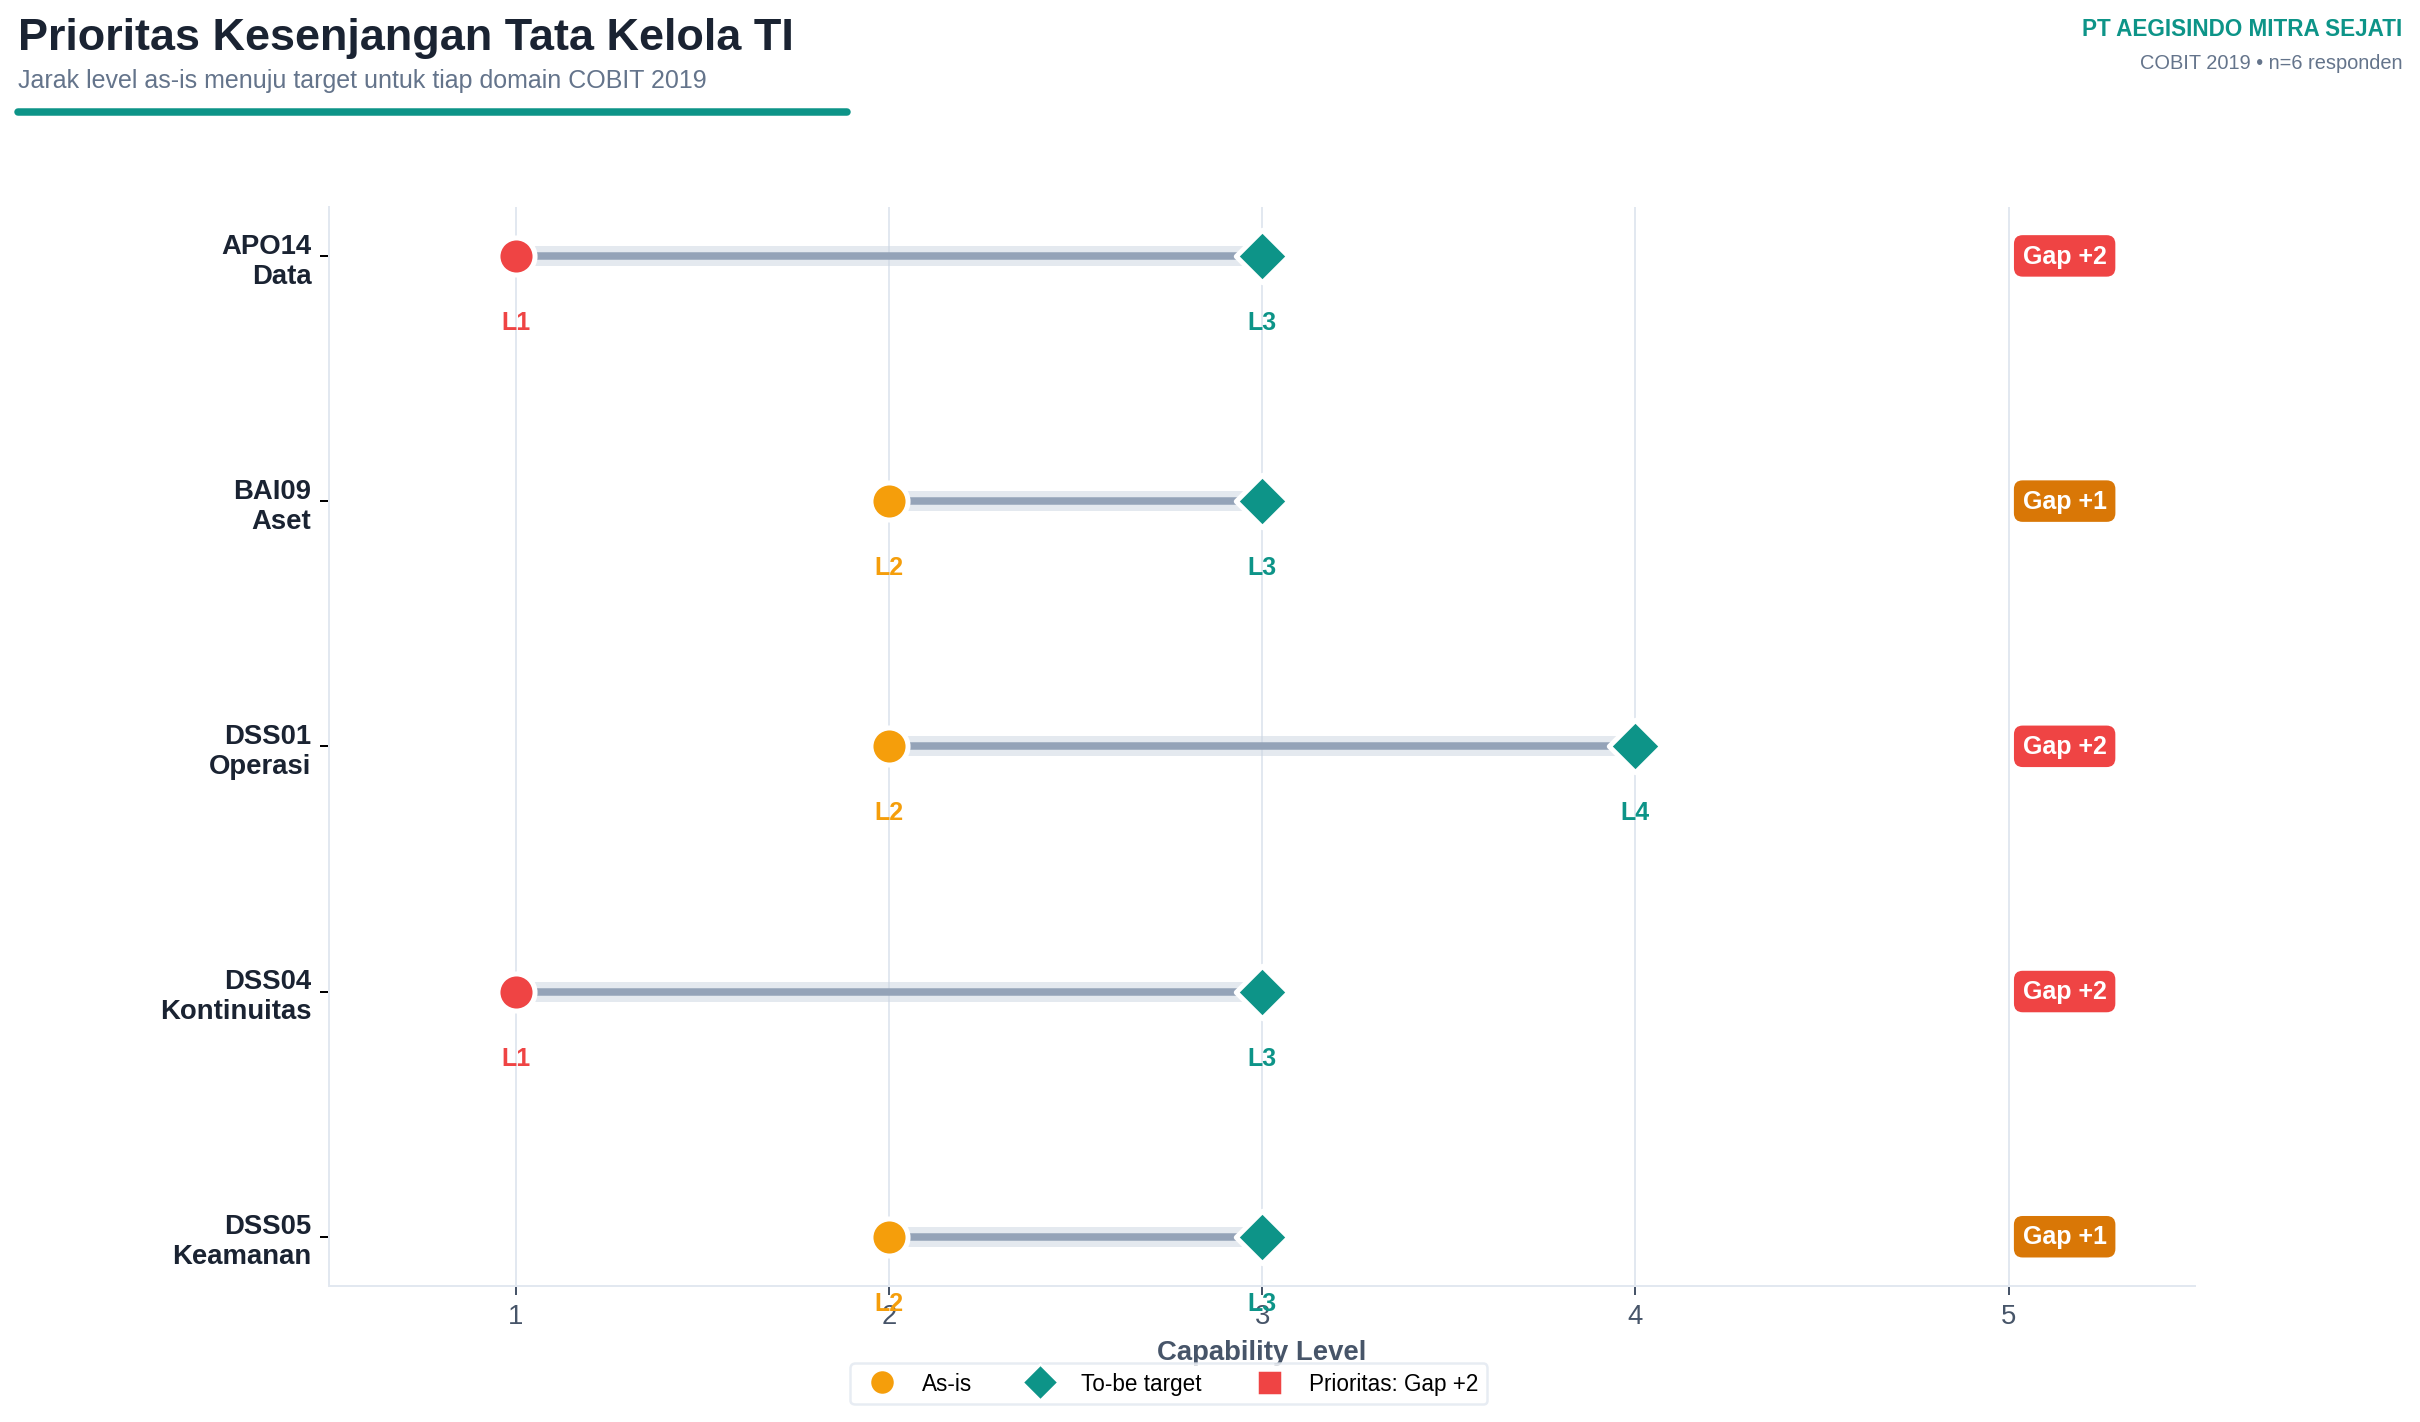 Prioritas Kesenjangan Tata Kelola TI
Jarak level as-is menuju target untuk tiap domain COBIT 2019
PT AEGISINDO MITRA SEJATI
COBIT 2019 • n=6 responden
APO14
Data
Gap +2
L1
L3
BAI09
Aset
Gap +1
L2
L3
DSS01
Operasi
Gap +2
L2
L4
DSS04
Kontinuitas
Gap +2
L1
L3
DSS05
Keamanan
Gap +1
L2
L3
1
2
3
4
5
Capability Level
As-is
To-be target
Prioritas: Gap +2